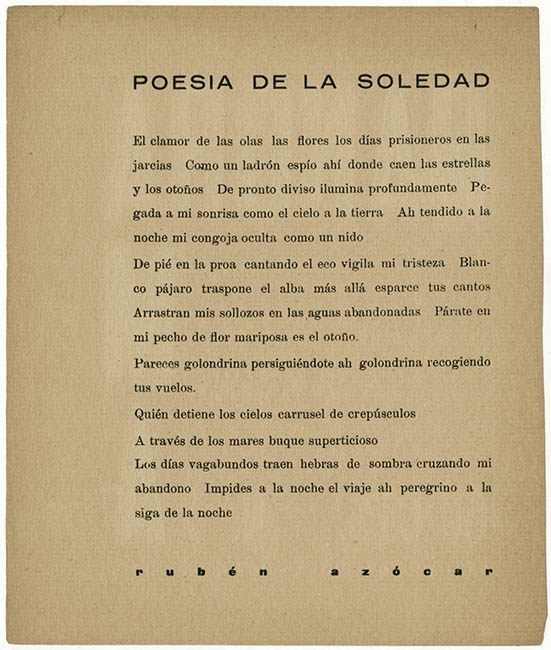 POESIA DE LA SOLEDAD
El clamor de las olas las flores los días prisioneros en las
jarcias Como un ladrón espío ahí donde caen las estrellas
y los otoños De pronto diviso ilumina profundamente Pe-
gada a mi sonrisa como el cielo a la tierra Ah tendido a la
noche mi congoja oculta como un nido
De pié en la proa cantando el eco vigila mi tristeza Blan-
co pájaro traspone el alba más allá esparce tus cantos
Arrastran mis sollozos en las aguas abandonadas Párate en
mi pecho de flor mariposa es el otoño.
Pareces golondrina persiguiéndote ah golondrina recogiendo
tus vuelos.
Quién detiene los cielos carrusel de crepúsculos
A través de los mares buque superticioso
Los días vagabundos traen hebras de sombra cruzando mi
abandono Impides a la noche el viaje ah peregrino a la
siga de la noche
rubén azócar